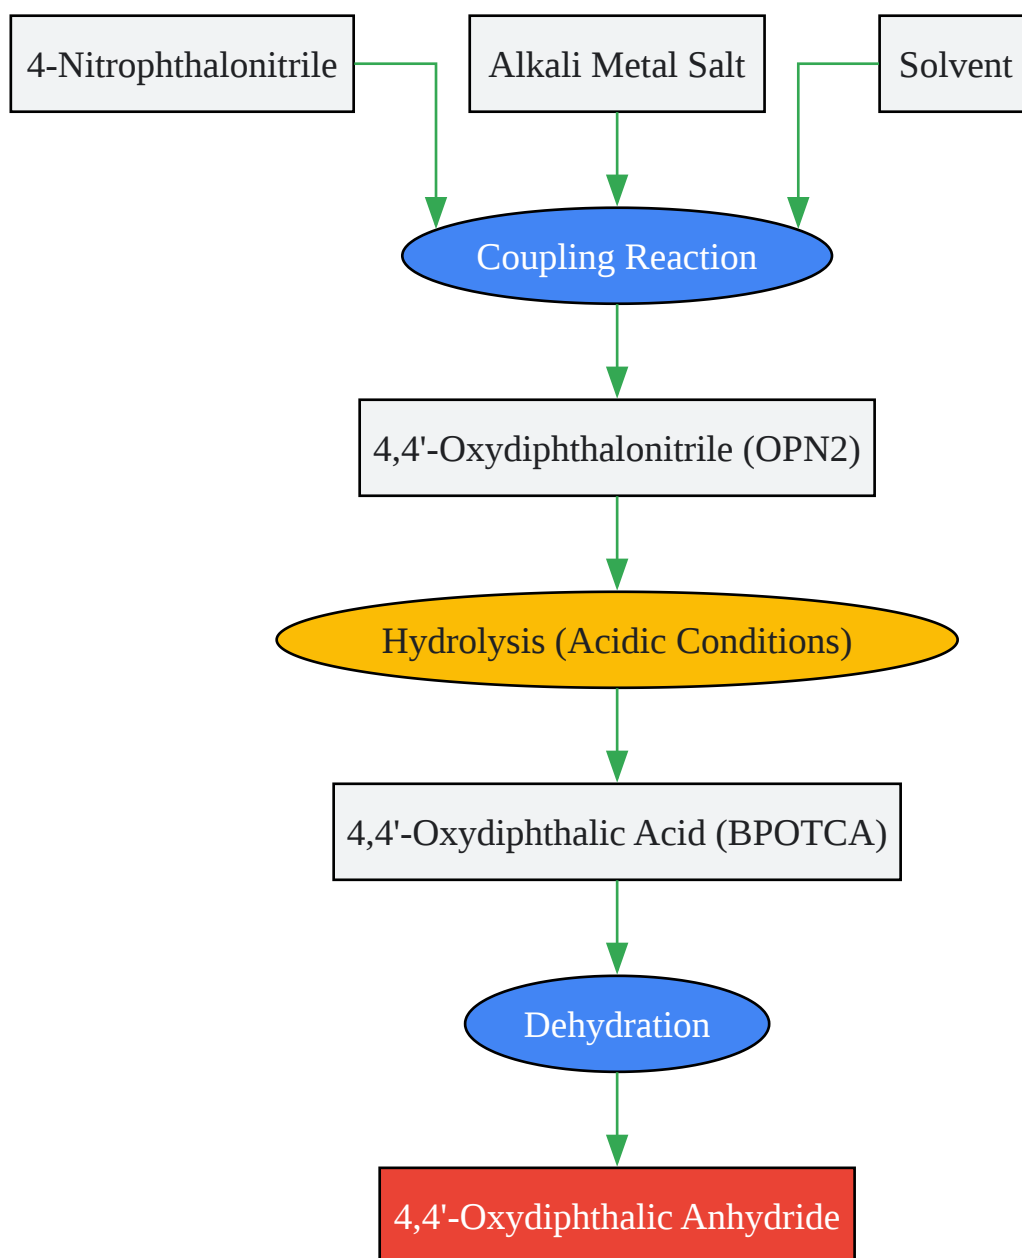 4-Nitrophthalonitrile
Alkali Metal Salt
Solvent
Coupling Reaction
4,4'-Oxydiphthalonitrile (OPN2)
Hydrolysis (Acidic Conditions)
4,4'-Oxydiphthalic Acid (BPOTCA)
Dehydration
4,4'-Oxydiphthalic Anhydride